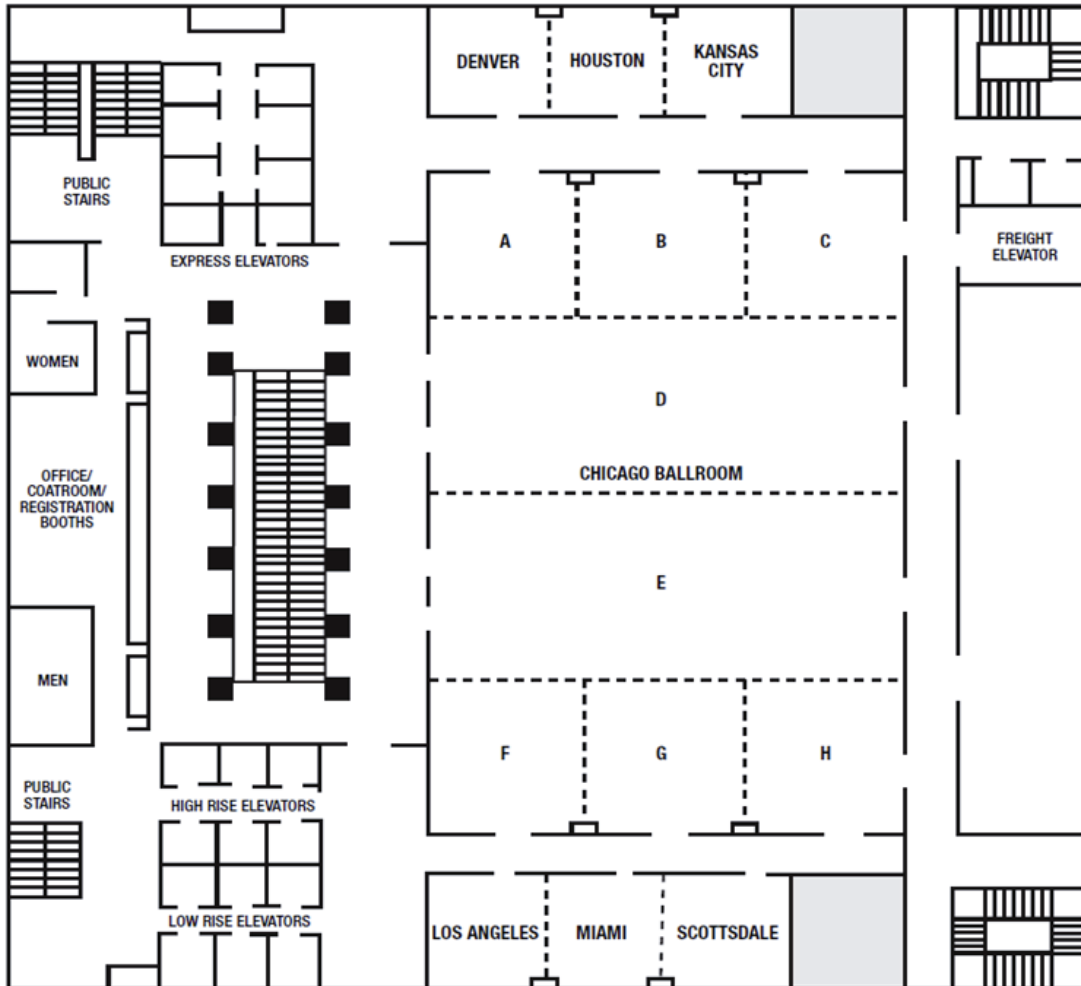 DENVER
HOUSTON
KANSAS
CITY
PUBLIC
STAIRS
A
B
C
FREIGHT
ELEVATOR
EXPRESS ELEVATORS
WOMEN
D
OFFICE/
COATROOM/
REGISTRATION
BOOTHS
CHICAGO BALLROOM
E
MEN
F
G
H
PUBLIC
STAIRS
HIGH RISE ELEVATORS
LOW RISE ELEVATORS
LOS ANGELES
MIAMI
SCOTTSDALE